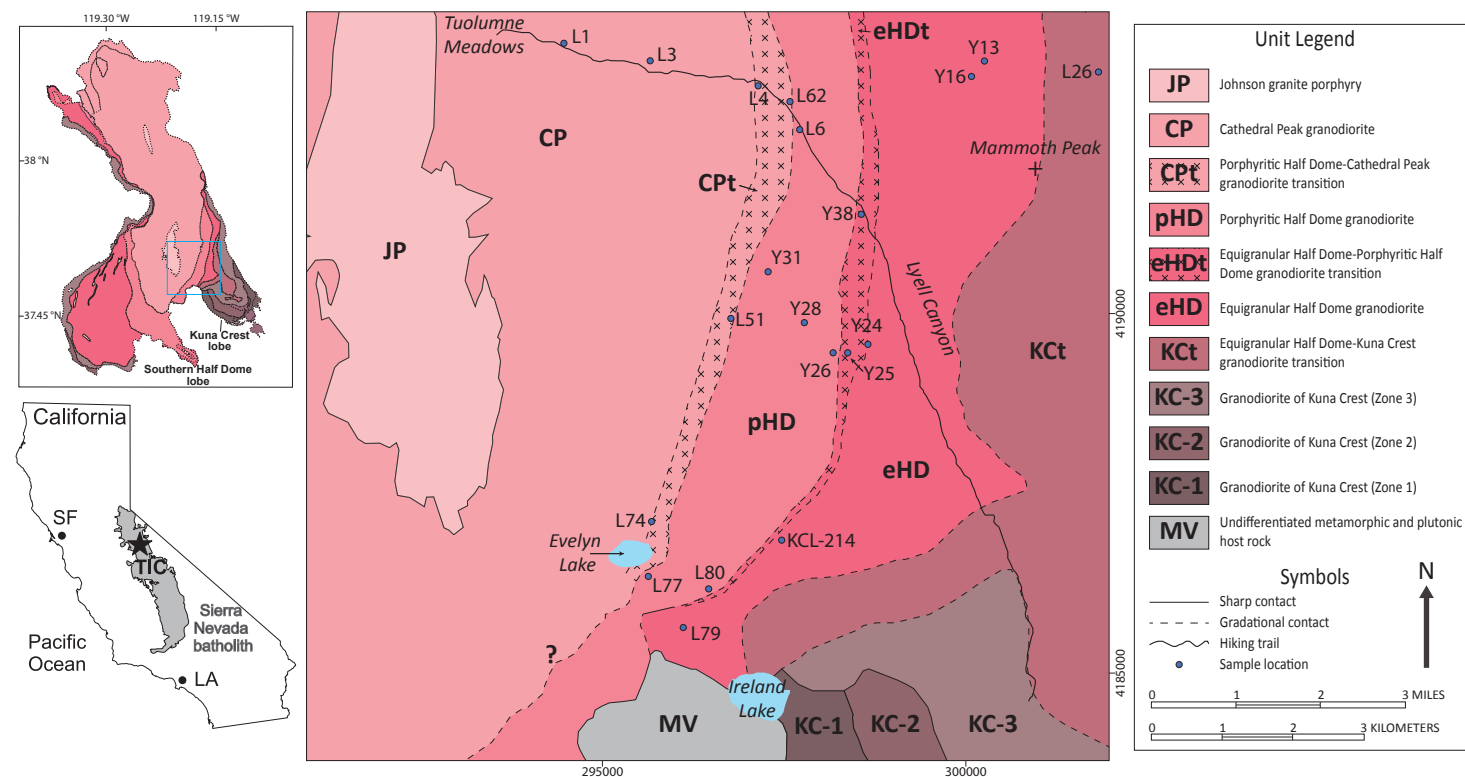 119.30 °W
119.15 °W
38 °N
37.45 °N
Kuna Crest
lobe
Southern Half Dome
lobe
California
SF
TIC
Sierra
Nevada
batholith
Pacific
Ocean
LA
Tuolumne
Meadows
L1
L3
L4
L62
L6
eHDt
Y13
Y16
L26
CP
Mammoth Peak
CPt
Y38
JP
Y31
Lyell Canyon
L51
Y28
Y24
KCt
Y26
Y25
pHD
eHD
L74
Evelyn
Lake
KCL-214
L77
L80
L79
?
Ireland
Lake
MV
KC-1
KC-2
KC-3
295000
300000
4190000
4185000
Unit Legend
JP Johnson granite porphyry
CP Cathedral Peak granodiorite
CPt Porphyritic Half Dome-Cathedral Peak
granodiorite transition
pHD Porphyritic Half Dome granodiorite
eHDt Equigranular Half Dome-Porphyritic Half
Dome granodiorite transition
eHD Equigranular Half Dome granodiorite
KCt Equigranular Half Dome-Kuna Crest
granodiorite transition
KC-3 Granodiorite of Kuna Crest (Zone 3)
KC-2 Granodiorite of Kuna Crest (Zone 2)
KC-1 Granodiorite of Kuna Crest (Zone 1)
MV Undifferentiated metamorphic and plutonic
host rock
Symbols
N
Sharp contact
Gradational contact
Hiking trail
Sample location
0 1 2 3 MILES
0 1 2 3 KILOMETERS